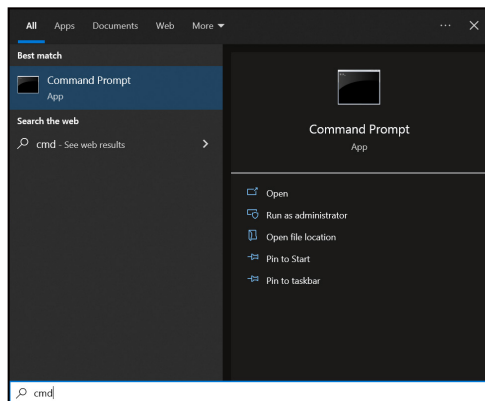 All Apps Documents Web More
Best match
Command Prompt
App
Search the web
cmd - See web results
Command Prompt
App
Open
Run as administrator
Open file location
Pin to Start
Pin to taskbar
cmd